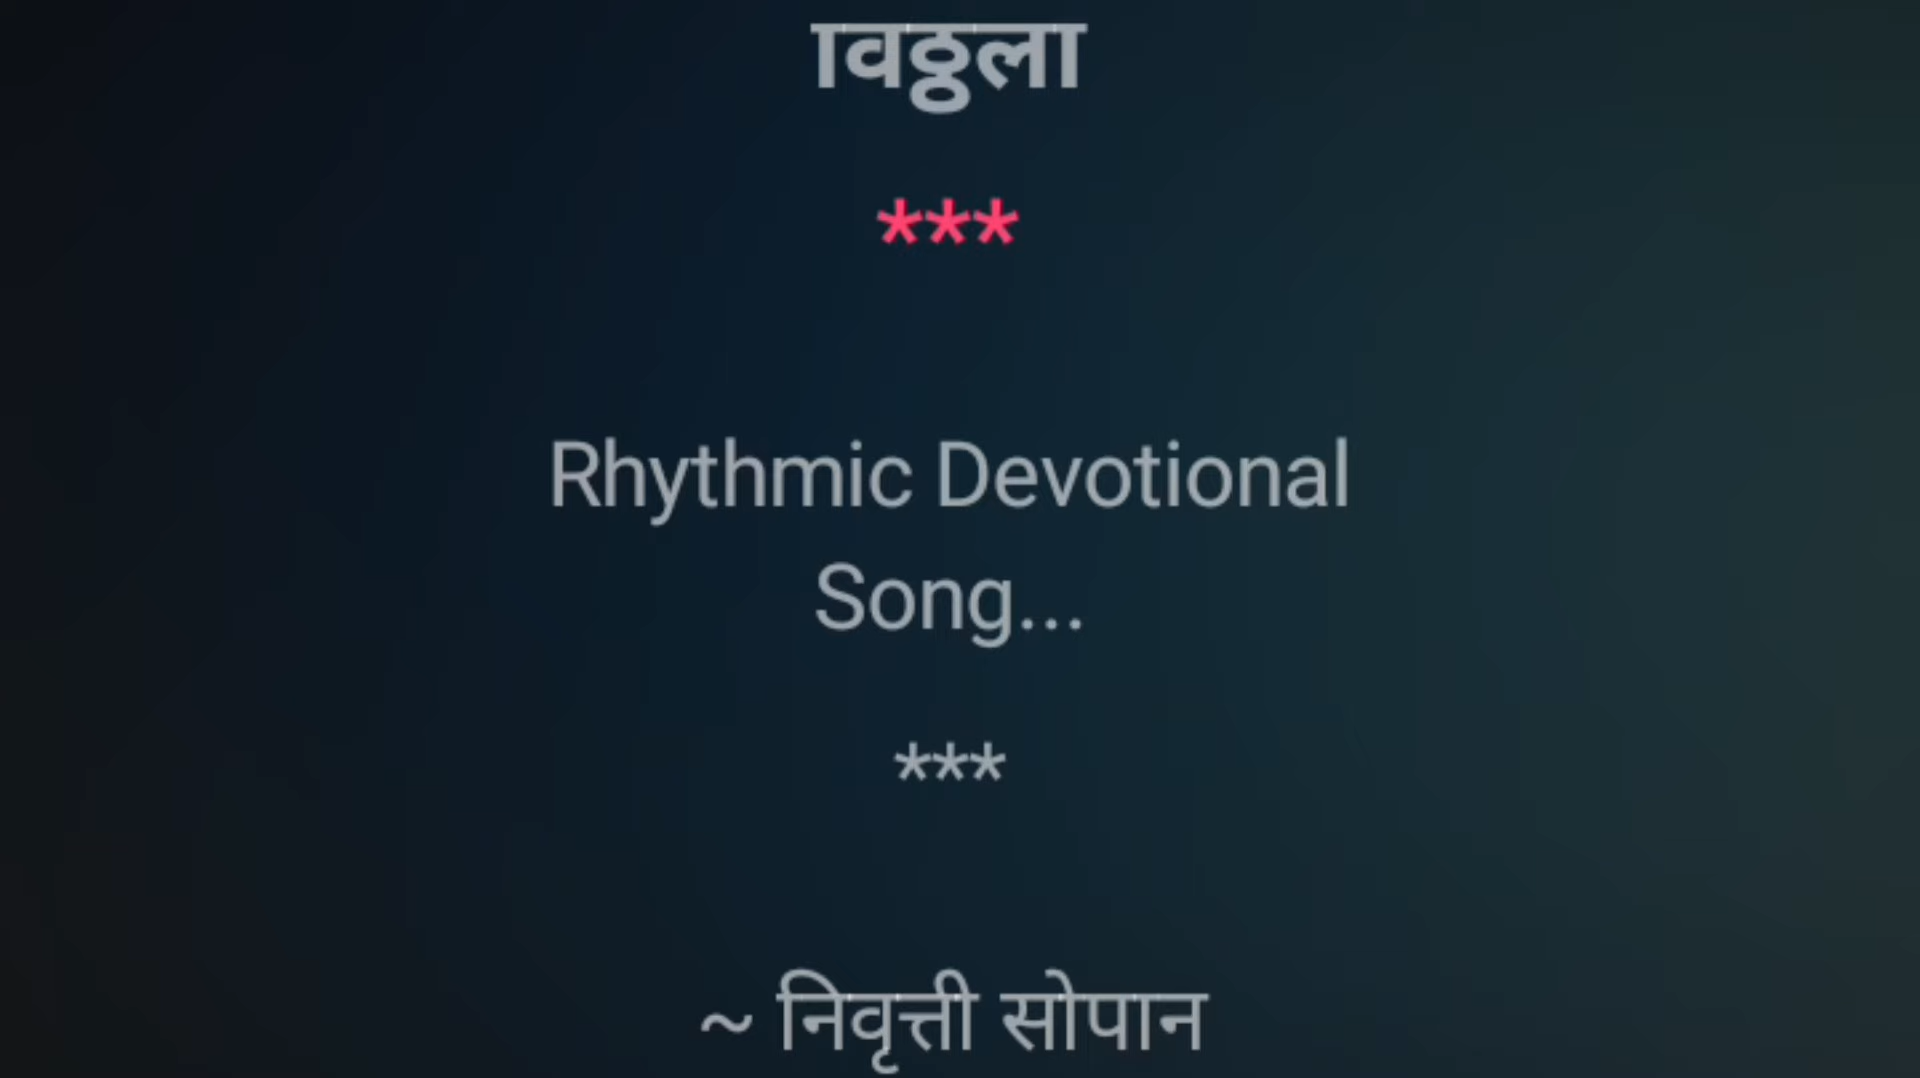 विठ्ठला
***
Rhythmic Devotional
Song...
***
~ निवृत्ती सोपान